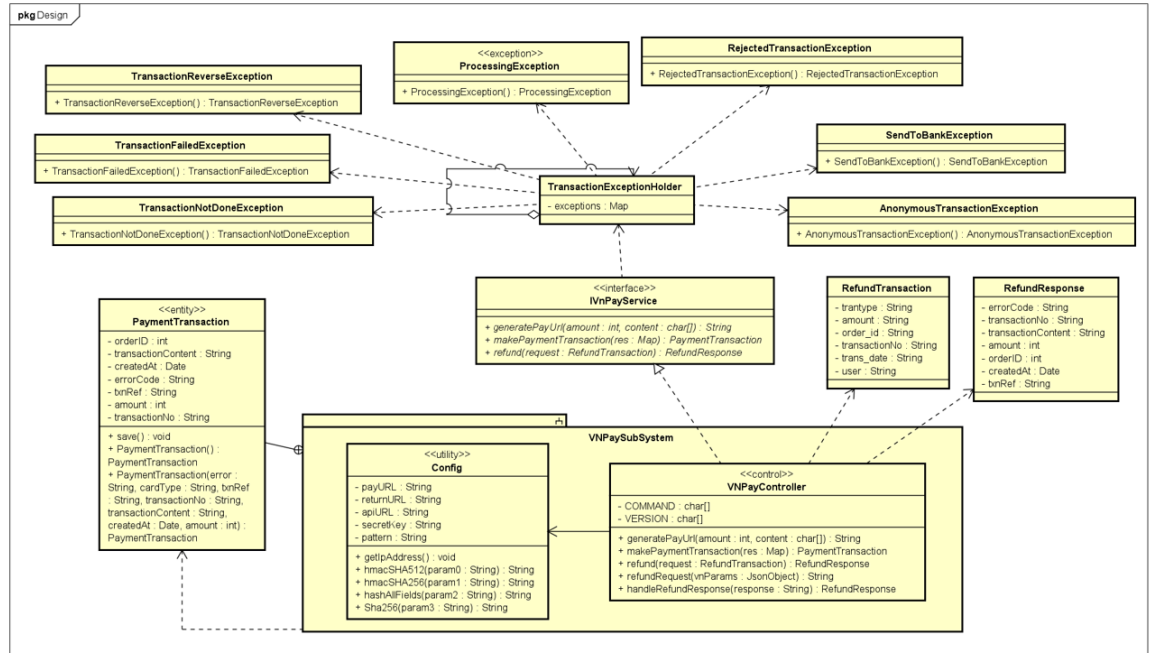 pkg Design
RejectedTransactionException
+ RejectedTransactionException() : RejectedTransactionException
<<exception>>
ProcessingException
+ ProcessingException() : ProcessingException
TransactionReverseException
+ TransactionReverseException() : TransactionReverseException
TransactionFailedException
+ TransactionFailedException() : TransactionFailedException
SendToBankException
+ SendToBankException() : SendToBankException
TransactionExceptionHolder
- exceptions : Map
TransactionNotDoneException
+ TransactionNotDoneException() : TransactionNotDoneException
AnonymousTransactionException
+ AnonymousTransactionException() : AnonymousTransactionException
<<interface>>
IVnPayService
+ generatePayUrl(amount : int, content : char[]) : String
+ makePaymentTransaction(res : Map) : PaymentTransaction
+ refund(request : RefundTransaction) : RefundResponse
RefundTransaction
- trantype : String
- amount : String
- order_id : String
- transactionNo : String
- trans_date : String
- user : String
RefundResponse
- errorCode : String
- transactionNo : String
- transactionContent : String
- amount : int
- orderID : int
- createdAt : Date
- txnRef : String
<<entity>>
PaymentTransaction
- orderID : int
- transactionContent : String
- createdAt : Date
- errorCode : String
- txnRef : String
- amount : int
- transactionNo : String
+ save() : void
+ PaymentTransaction() :
PaymentTransaction
+ PaymentTransaction(error
: String, cardType : String, txnRef
: String, transactionNo : String,
transactionContent : String,
createdAt : Date, amount : int) :
PaymentTransaction
VNPaySubSystem
<<utility>>
Config
- payURL : String
- returnURL : String
- apiURL : String
- secretKey : String
- pattern : String
+ getIpAddress() : void
+ hmacSHA512(param0 : String) : String
+ hmacSHA256(param1 : String) : String
+ hashAllFields(param2 : String) : String
+ Sha256(param3 : String) : String
<<control>>
VNPayController
- COMMAND : char[]
- VERSION : char[]
+ generatePayUrl(amount : int, content : char[]) : String
+ makePaymentTransaction(res : Map) : PaymentTransaction
+ refund(request : RefundTransaction) : RefundResponse
+ refundRequest(vnParams : JsonObject) : String
+ handleRefundResponse(response : String) : RefundResponse